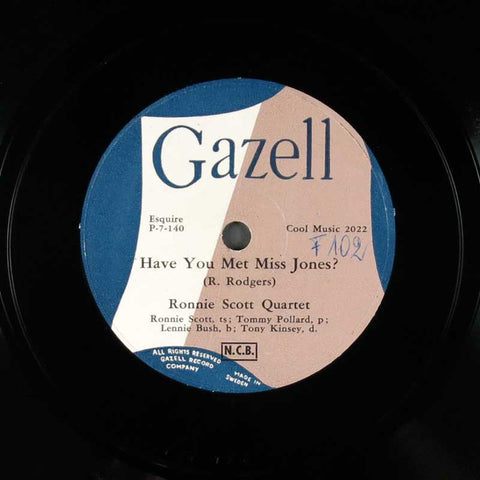 Gazell
Esquire
P-7-140
Cool Music 2022
F 102
Have You Met Miss Jones?
(R. Rodgers)
Ronnie Scott Quartet
Ronnie Scott, ts; Tommy Pollard, p;
Lennie Bush, b; Tony Kinsey, d.
N.C.B.
ALL RIGHTS RESERVED
GAZELL RECORD
COMPANY
MADE IN
SWEDEN